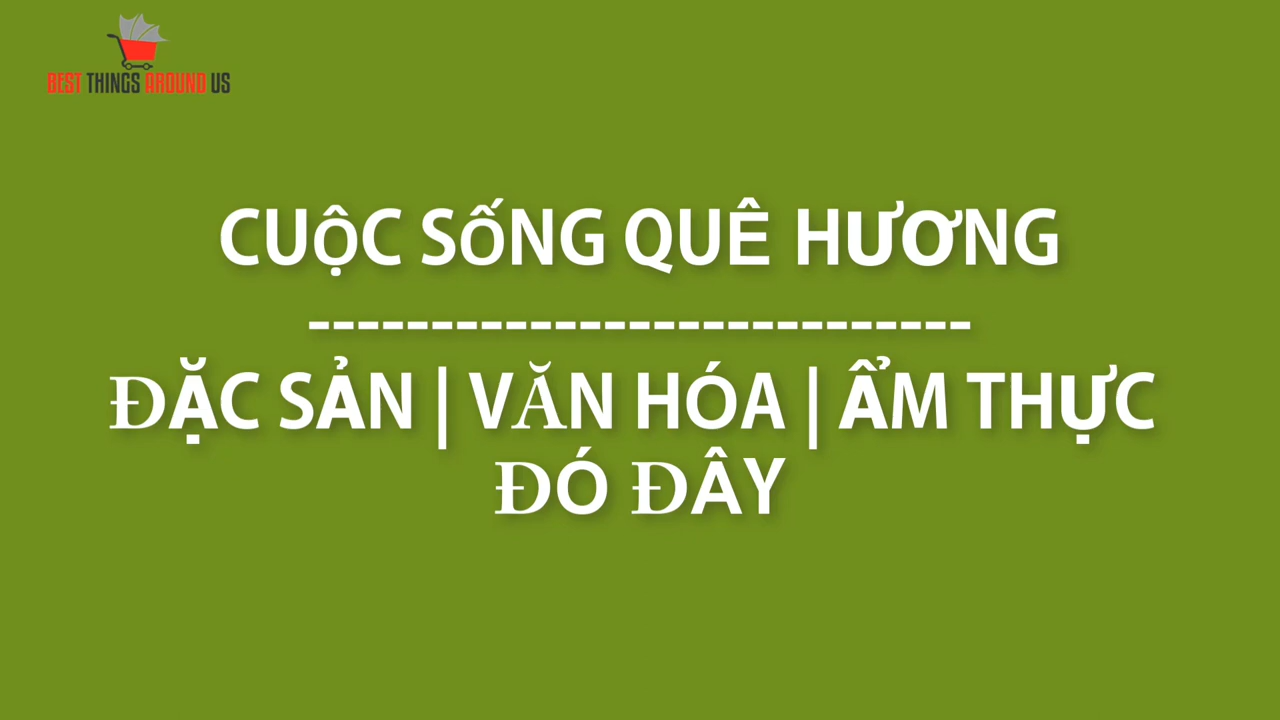 BEST THINGS AROUND US
CUỘC SỐNG QUÊ HƯƠNG
---------------------------
ĐẶC SẢN | VĂN HÓA | ẨM THỰC
ĐÓ ĐÂY